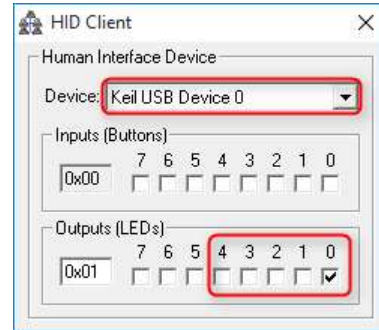 HID Client
Human Interface Device
Device: Keil USB Device 0
Inputs (Buttons)
7 6 5 4 3 2 1 0
0x00
Outputs (LEDs)
7 6 5 4 3 2 1 0
0x01